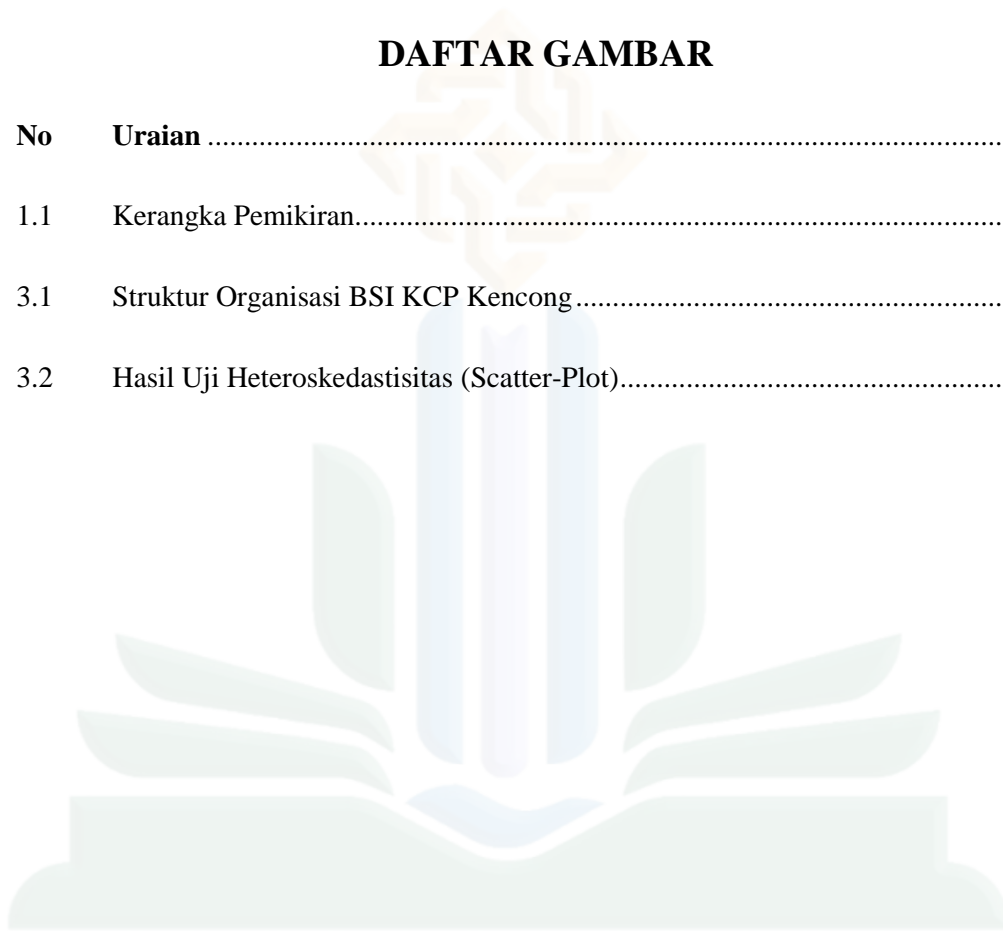 DAFTAR GAMBAR
No Uraian ..............................................................................................................
1.1 Kerangka Pemikiran..........................................................................................
3.1 Struktur Organisasi BSI KCP Kencong ...........................................................
3.2 Hasil Uji Heteroskedastisitas (Scatter-Plot).....................................................